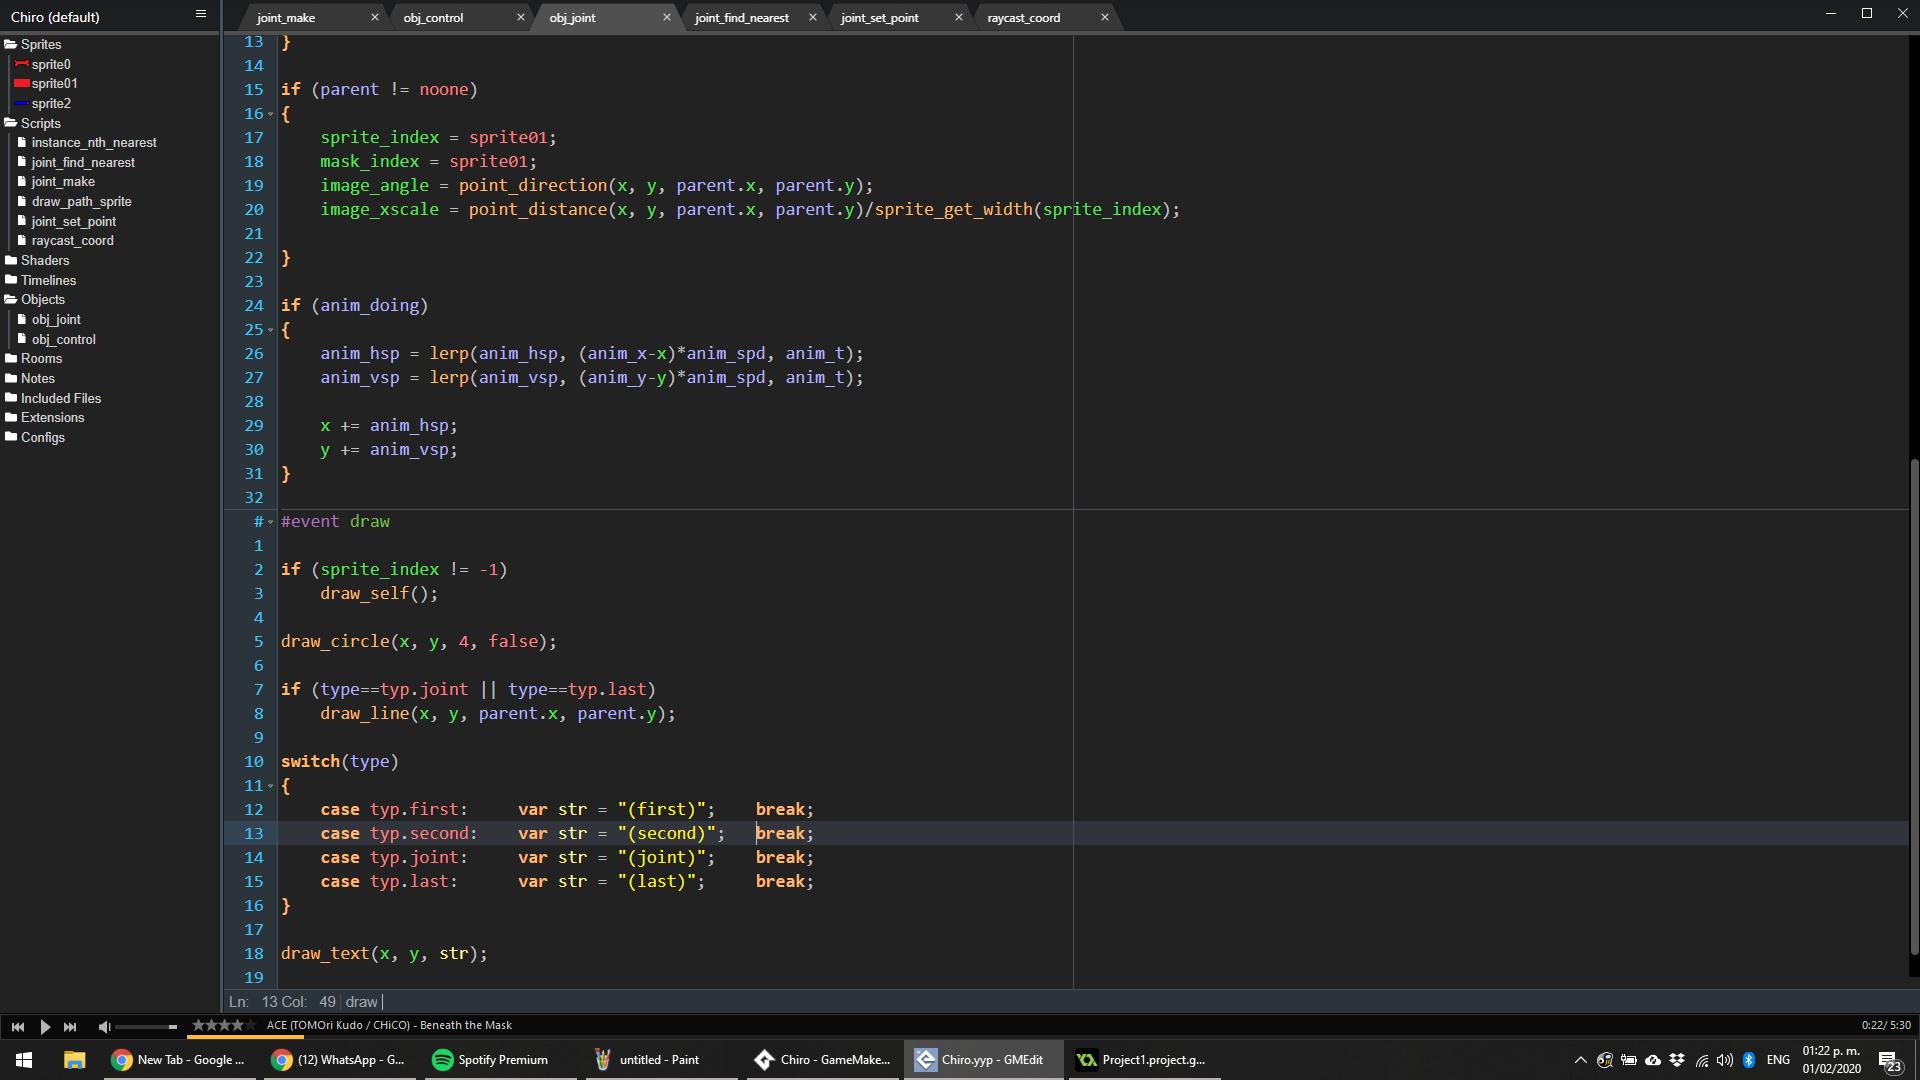 Chiro (default)
joint_make
obj_control
obj_joint
joint_find_nearest
joint_set_point
raycast_coord
Sprites
sprite0
sprite01
sprite2
Scripts
instance_nth_nearest
joint_find_nearest
joint_make
draw_path_sprite
joint_set_point
raycast_coord
Shaders
Timelines
Objects
obj_joint
obj_control
Rooms
Notes
Included Files
Extensions
Configs
13 }
14
15 if (parent != noone)
16 {
17 sprite_index = sprite01;
18 mask_index = sprite01;
19 image_angle = point_direction(x, y, parent.x, parent.y);
20 image_xscale = point_distance(x, y, parent.x, parent.y)/sprite_get_width(sprite_index);
21
22 }
23
24 if (anim_doing)
25 {
26 anim_hsp = lerp(anim_hsp, (anim_x-x)*anim_spd, anim_t);
27 anim_vsp = lerp(anim_vsp, (anim_y-y)*anim_spd, anim_t);
28
29 x += anim_hsp;
30 y += anim_vsp;
31 }
32
# #event draw
1
2 if (sprite_index != -1)
3 draw_self();
4
5 draw_circle(x, y, 4, false);
6
7 if (type==typ.joint || type==typ.last)
8 draw_line(x, y, parent.x, parent.y);
9
10 switch(type)
11 {
12 case typ.first: var str = "(first)"; break;
13 case typ.second: var str = "(second)"; break;
14 case typ.joint: var str = "(joint)"; break;
15 case typ.last: var str = "(last)"; break;
16 }
17
18 draw_text(x, y, str);
19
Ln: 13 Col: 49 draw
ACE (TOMOri Kudo / CHiCO) - Beneath the Mask
0:22/ 5:30
New Tab - Google ...
(12) WhatsApp - G...
Spotify Premium
untitled - Paint
Chiro - GameMake...
Chiro.yyp - GMEdit
Project1.project.g...
ENG
01:22 p. m.
01/02/2020
23